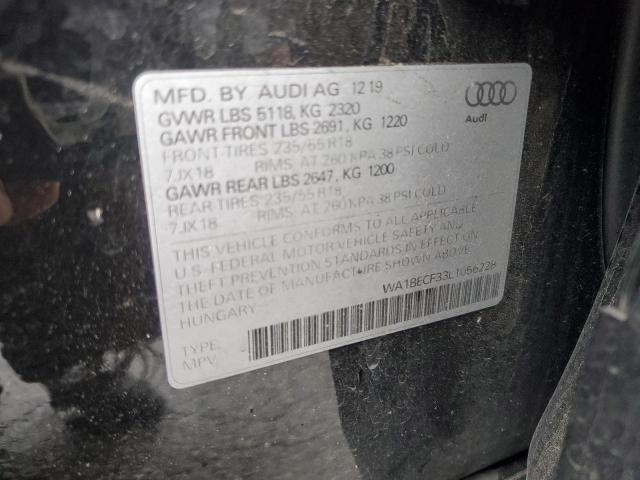 MFD. BY AUDI AG 12 19
GVWR LBS 5118, KG 2320
GAWR FRONT LBS 2691, KG 1220
FRONT-TIRES 235/55 R18
7JX18 RIMS, AT 260 KPA 38 PSI COLD
GAWR REAR LBS 2647, KG 1200
REAR TIRES 235/55 R18
7JX18 RIMS, AT 260 KPA 38 PSI COLD
THIS VEHICLE CONFORMS TO ALL APPLICABLE
U.S. FEDERAL MOTOR VEHICLE SAFETY AND
THEFT PREVENTION STANDARDS IN EFFECT ON
THE DATE OF MANUFACTURE SHOWN ABOVE
HUNGARY
WA1BECF33L1056228
TYPE:
MPV
Audi